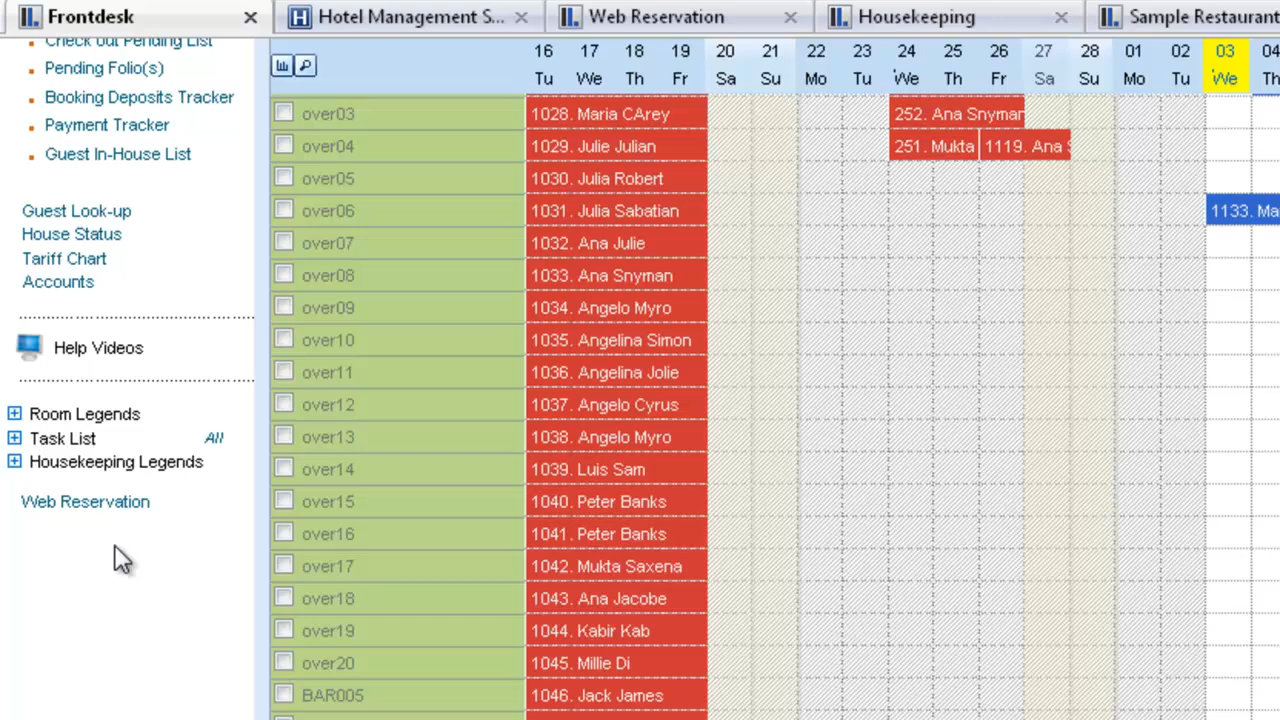 Frontdesk
Hotel Management S...
Web Reservation
Housekeeping
Sample Restaurant
Check out Pending List
Pending Folio(s)
Booking Deposits Tracker
Payment Tracker
Guest In-House List
Guest Look-up
House Status
Tariff Chart
Accounts
Help Videos
Room Legends
Task List All
Housekeeping Legends
Web Reservation
16 17 18 19 20 21 22 23 24 25 26 27 28 01 02 03 04
Tu We Th Fr Sa Su Mo Tu We Th Fr Sa Su Mo Tu We Th
over03 1028. Maria CArey 252. Ana Snyman
over04 1029. Julie Julian 251. Mukta 1119. Ana
over05 1030. Julia Robert
over06 1031. Julia Sabatian 1133. Ma
over07 1032. Ana Julie
over08 1033. Ana Snyman
over09 1034. Angelo Myro
over10 1035. Angelina Simon
over11 1036. Angelina Jolie
over12 1037. Angelo Cyrus
over13 1038. Angelo Myro
over14 1039. Luis Sam
over15 1040. Peter Banks
over16 1041. Peter Banks
over17 1042. Mukta Saxena
over18 1043. Ana Jacobe
over19 1044. Kabir Kab
over20 1045. Millie Di
BAR005 1046. Jack James